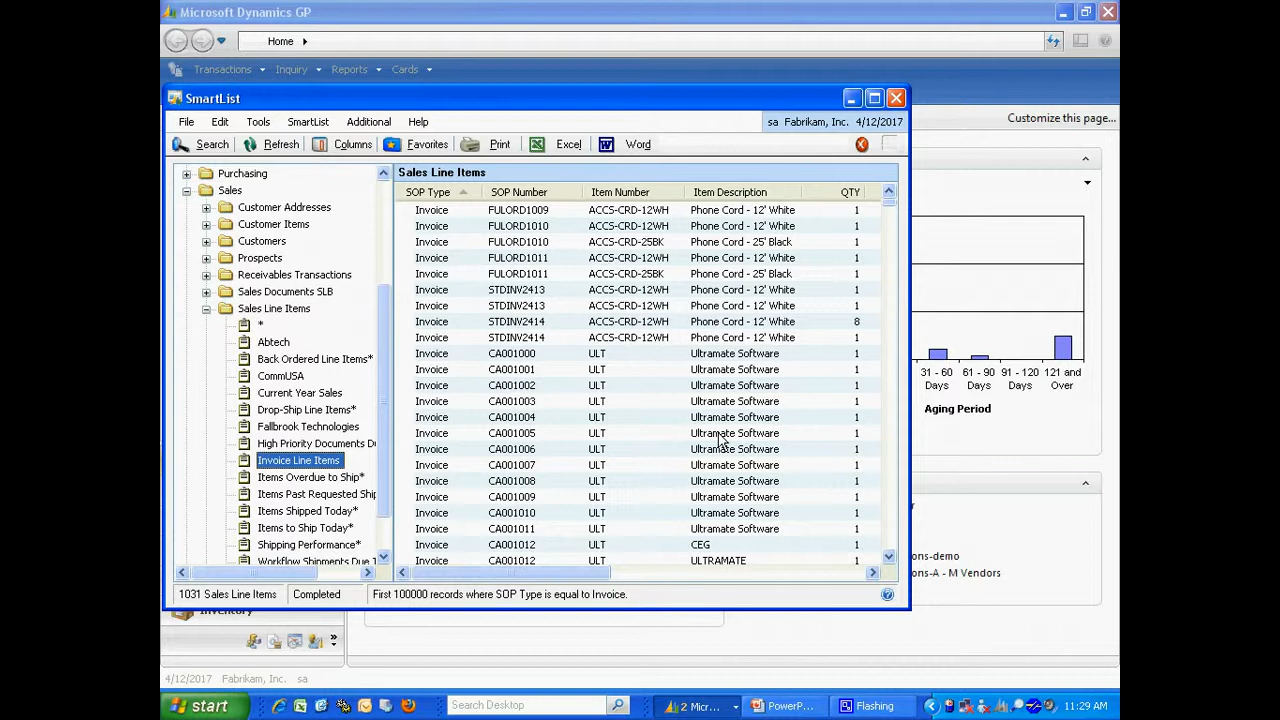 Microsoft Dynamics GP
Home
Transactions Inquiry Reports Cards
SmartList
Customize this page...
File Edit Tools SmartList Additional Help
sa Fabrikam, Inc. 4/12/2017
Search Refresh Columns Favorites Print Excel Word
Purchasing
Sales
Customer Addresses
Customer Items
Customers
Prospects
Receivables Transactions
Sales Documents SLB
Sales Line Items
*
Abtech
Back Ordered Line Items*
CommUSA
Current Year Sales
Drop-Ship Line Items*
Fallbrook Technologies
High Priority Documents D
Invoice Line Items
Items Overdue to Ship*
Items Past Requested Ship
Items Shipped Today*
Items to Ship Today*
Shipping Performance*
Workflow Shipments Due T
Sales Line Items
SOP Type SOP Number Item Number Item Description QTY
Invoice FULORD1009 ACCS-CRD-12WH Phone Cord - 12' White 1
Invoice FULORD1010 ACCS-CRD-12WH Phone Cord - 12' White 1
Invoice FULORD1010 ACCS-CRD-25BK Phone Cord - 25' Black 1
Invoice FULORD1011 ACCS-CRD-12WH Phone Cord - 12' White 1
Invoice FULORD1011 ACCS-CRD-25BK Phone Cord - 25' Black 1
Invoice STDINV2413 ACCS-CRD-12WH Phone Cord - 12' White 1
Invoice STDINV2413 ACCS-CRD-12WH Phone Cord - 12' White 1
Invoice STDINV2414 ACCS-CRD-12WH Phone Cord - 12' White 8
Invoice STDINV2414 ACCS-CRD-12WH Phone Cord - 12' White 1
Invoice CA001000 ULT Ultramate Software 1
Invoice CA001001 ULT Ultramate Software 1
Invoice CA001002 ULT Ultramate Software 1
Invoice CA001003 ULT Ultramate Software 1
Invoice CA001004 ULT Ultramate Software 1
Invoice CA001005 ULT Ultramate Software 1
Invoice CA001006 ULT Ultramate Software 1
Invoice CA001007 ULT Ultramate Software 1
Invoice CA001008 ULT Ultramate Software 1
Invoice CA001009 ULT Ultramate Software 1
Invoice CA001010 ULT Ultramate Software 1
Invoice CA001011 ULT Ultramate Software 1
Invoice CA001012 ULT CEG 1
Invoice CA001012 ULT ULTRAMATE 1
31 - 60 Days 61 - 90 Days 91 - 120 Days 121 and Over
Aging Period
ons-demo
ons-A - M Vendors
1031 Sales Line Items Completed First 100000 records where SOP Type is equal to Invoice.
Inventory
4/12/2017 Fabrikam, Inc. sa
start Search Desktop 2 Micr... PowerP... Flashing 11:29 AM